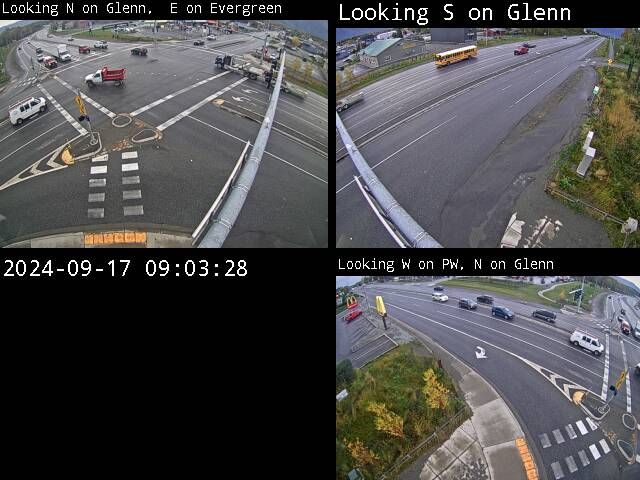 Looking N on Glenn, E on Evergreen
Looking S on Glenn
2024-09-17 09:03:28
Looking W on PW, N on Glenn